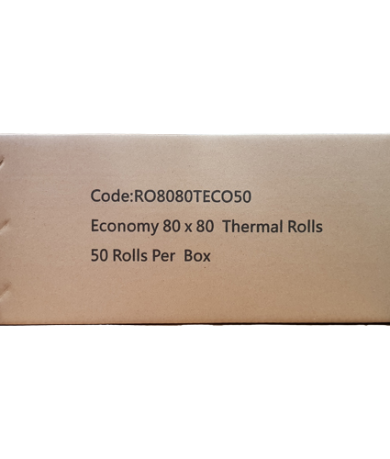 Code:RO8080TECO50
Economy 80 x 80 Thermal Rolls
50 Rolls Per Box